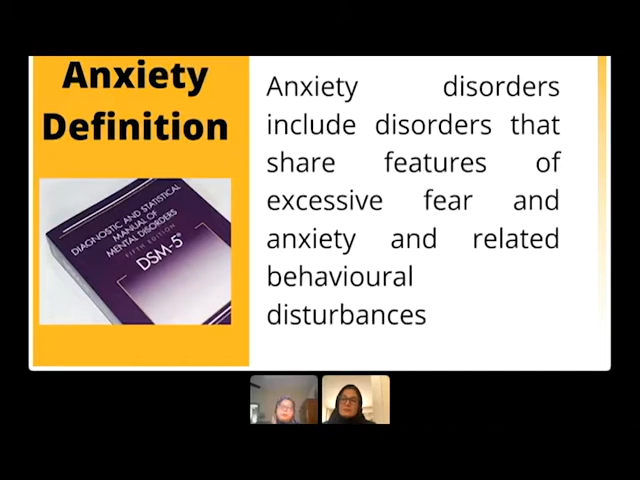 Anxiety
Definition
DIAGNOSTIC AND STATISTICAL
MANUAL OF
MENTAL DISORDERS
FIFTH EDITION
DSM-5®
Anxiety disorders
include disorders that
share features of
excessive fear and
anxiety and related
behavioural
disturbances